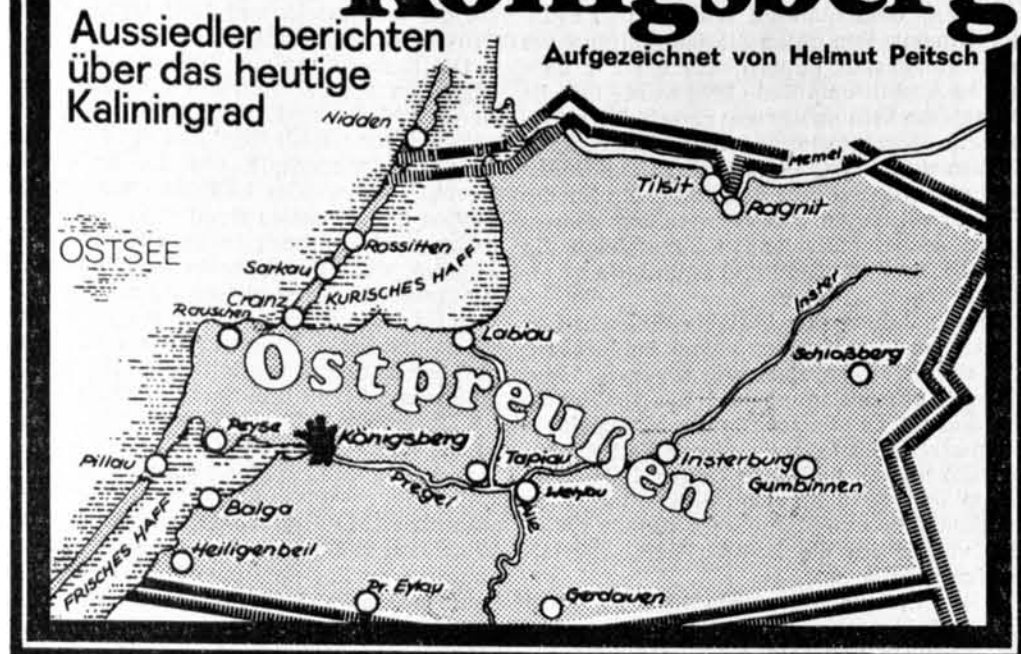 Königsberg
Aussiedler berichten
über das heutige
Kaliningrad
Aufgezeichnet von Helmut Peitsch
Nidden
Memel
Tilsit
Ragnit
OSTSEE
Rossitten
Sarkau
KURISCHES HAFF
Cranz
Rauschen
Inster
Labiau
Schloßberg
Ostpreußen
Peyse
Königsberg
Pillau
Tapiau
Insterburg
Gumbinnen
Pregel
Wehlau
Alle
Balga
Heiligenbeil
FRISCHES HAFF
Pr. Eylau
Gerdauen